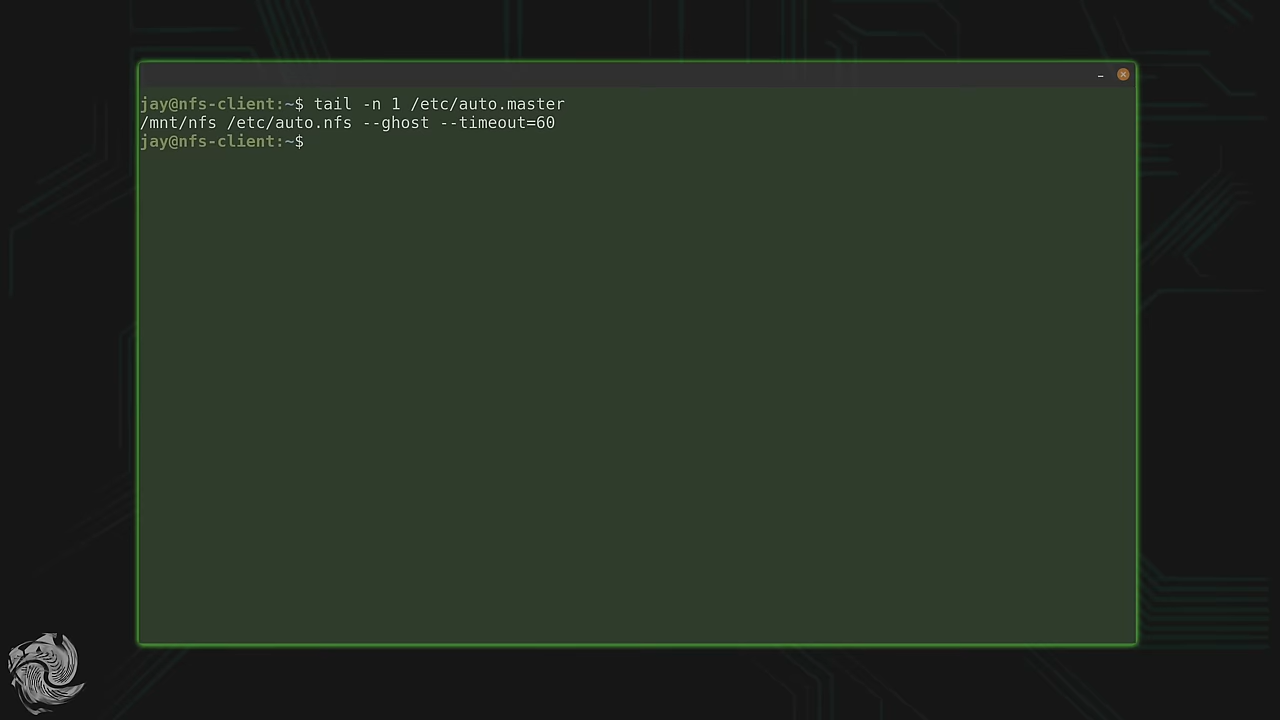 jay@nfs-client:~$ tail -n 1 /etc/auto.master
/mnt/nfs /etc/auto.nfs --ghost --timeout=60
jay@nfs-client:~$